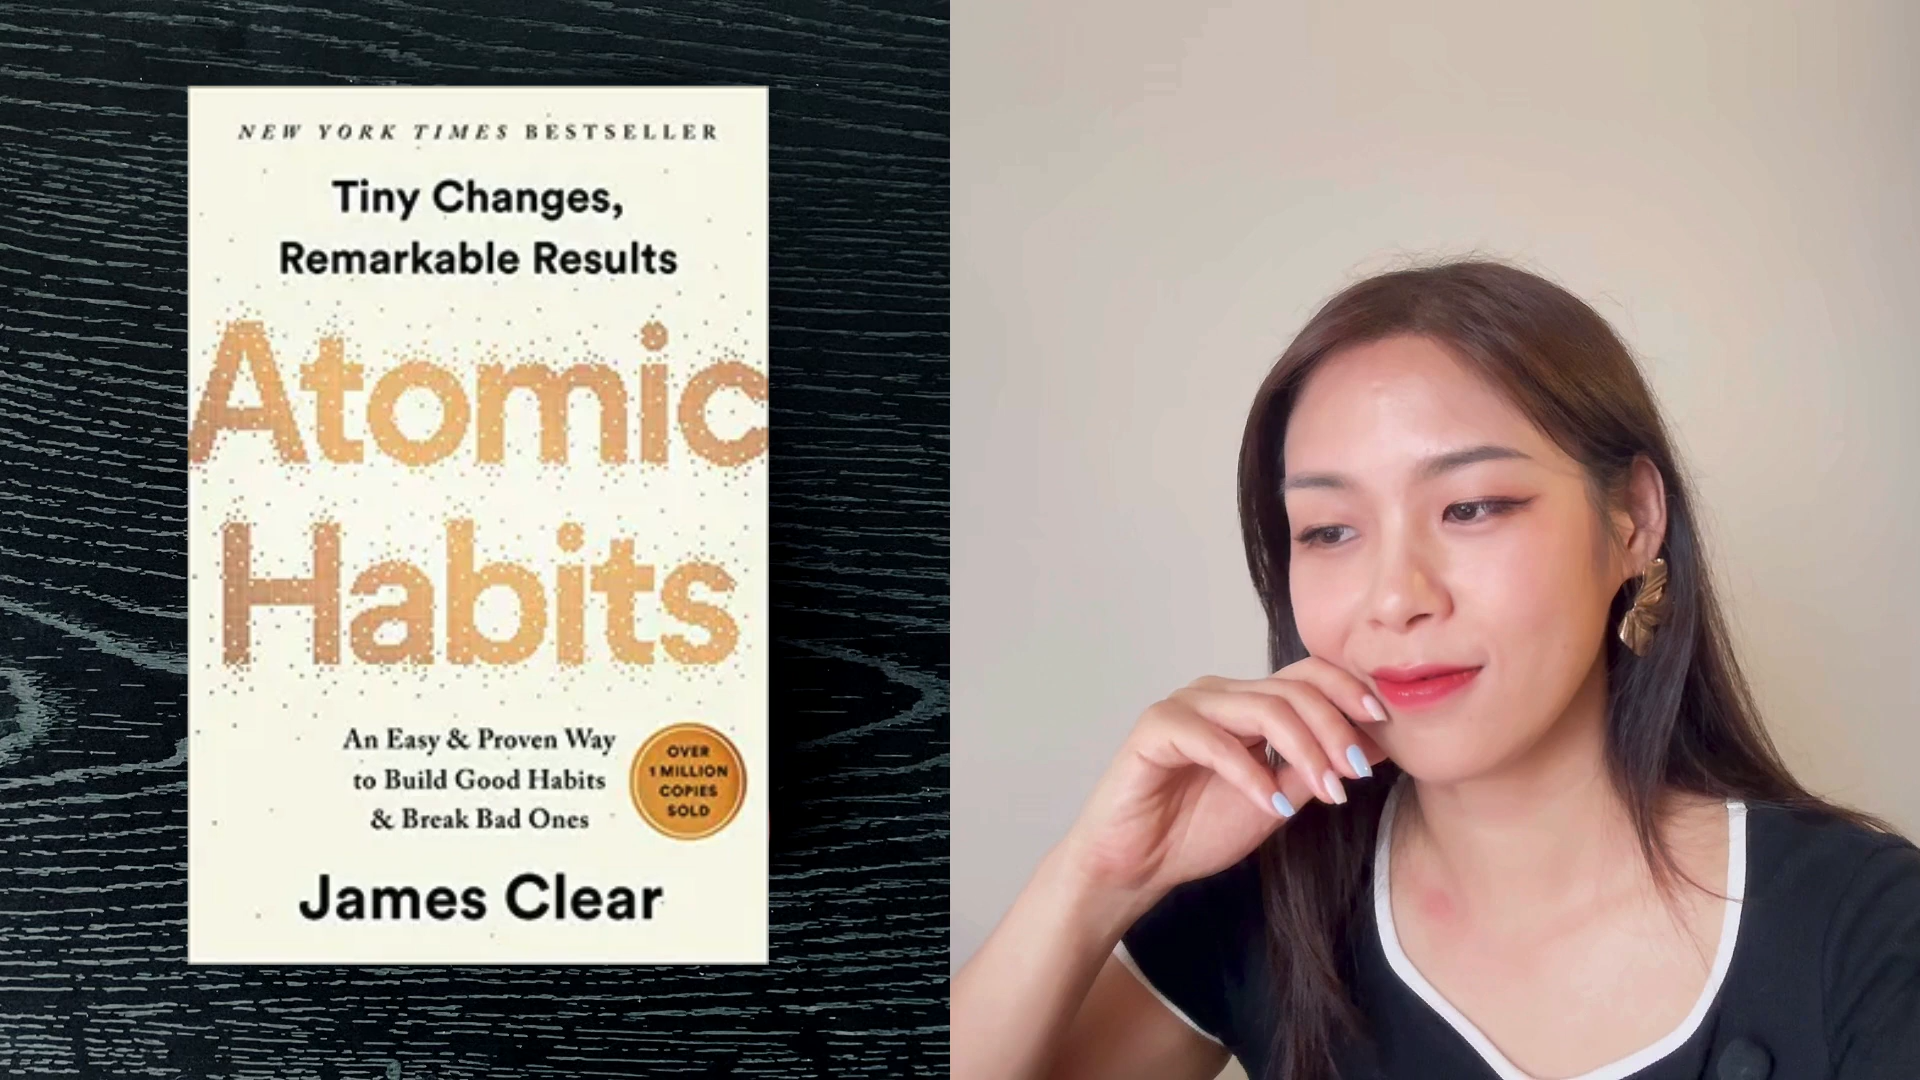 NEW YORK TIMES BESTSELLER
Tiny Changes,
Remarkable Results
Atomic
Habits
An Easy & Proven Way
to Build Good Habits
& Break Bad Ones
OVER
1 MILLION
COPIES
SOLD
James Clear